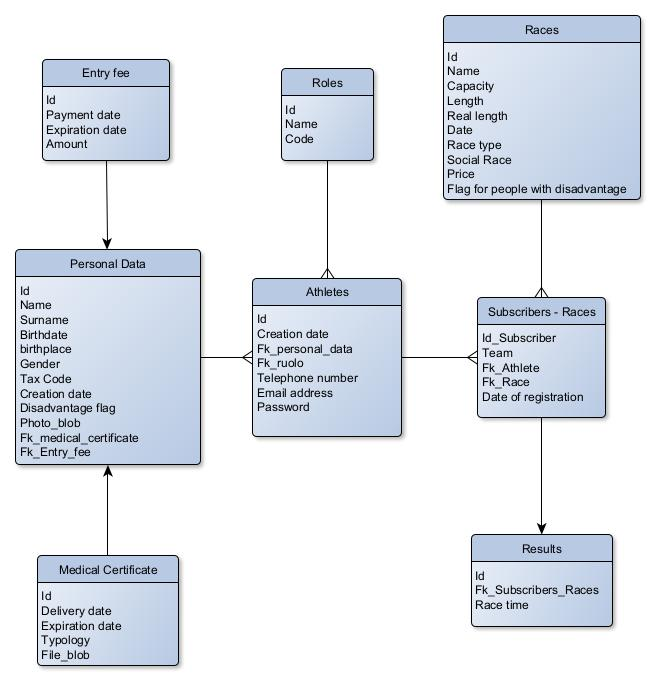 Entry fee
Id
Payment date
Expiration date
Amount
Roles
Id
Name
Code
Races
Id
Name
Capacity
Length
Real length
Date
Race type
Social Race
Price
Flag for people with disadvantage
Personal Data
Id
Name
Surname
Birthdate
birthplace
Gender
Tax Code
Creation date
Disadvantage flag
Photo_blob
Fk_medical_certificate
Fk_Entry_fee
Athletes
Id
Creation date
Fk_personal_data
Fk_ruolo
Telephone number
Email address
Password
Subscribers - Races
Id_Subscriber
Team
Fk_Athlete
Fk_Race
Date of registration
Medical Certificate
Id
Delivery date
Expiration date
Typology
File_blob
Results
Id
Fk_Subscribers_Races
Race time